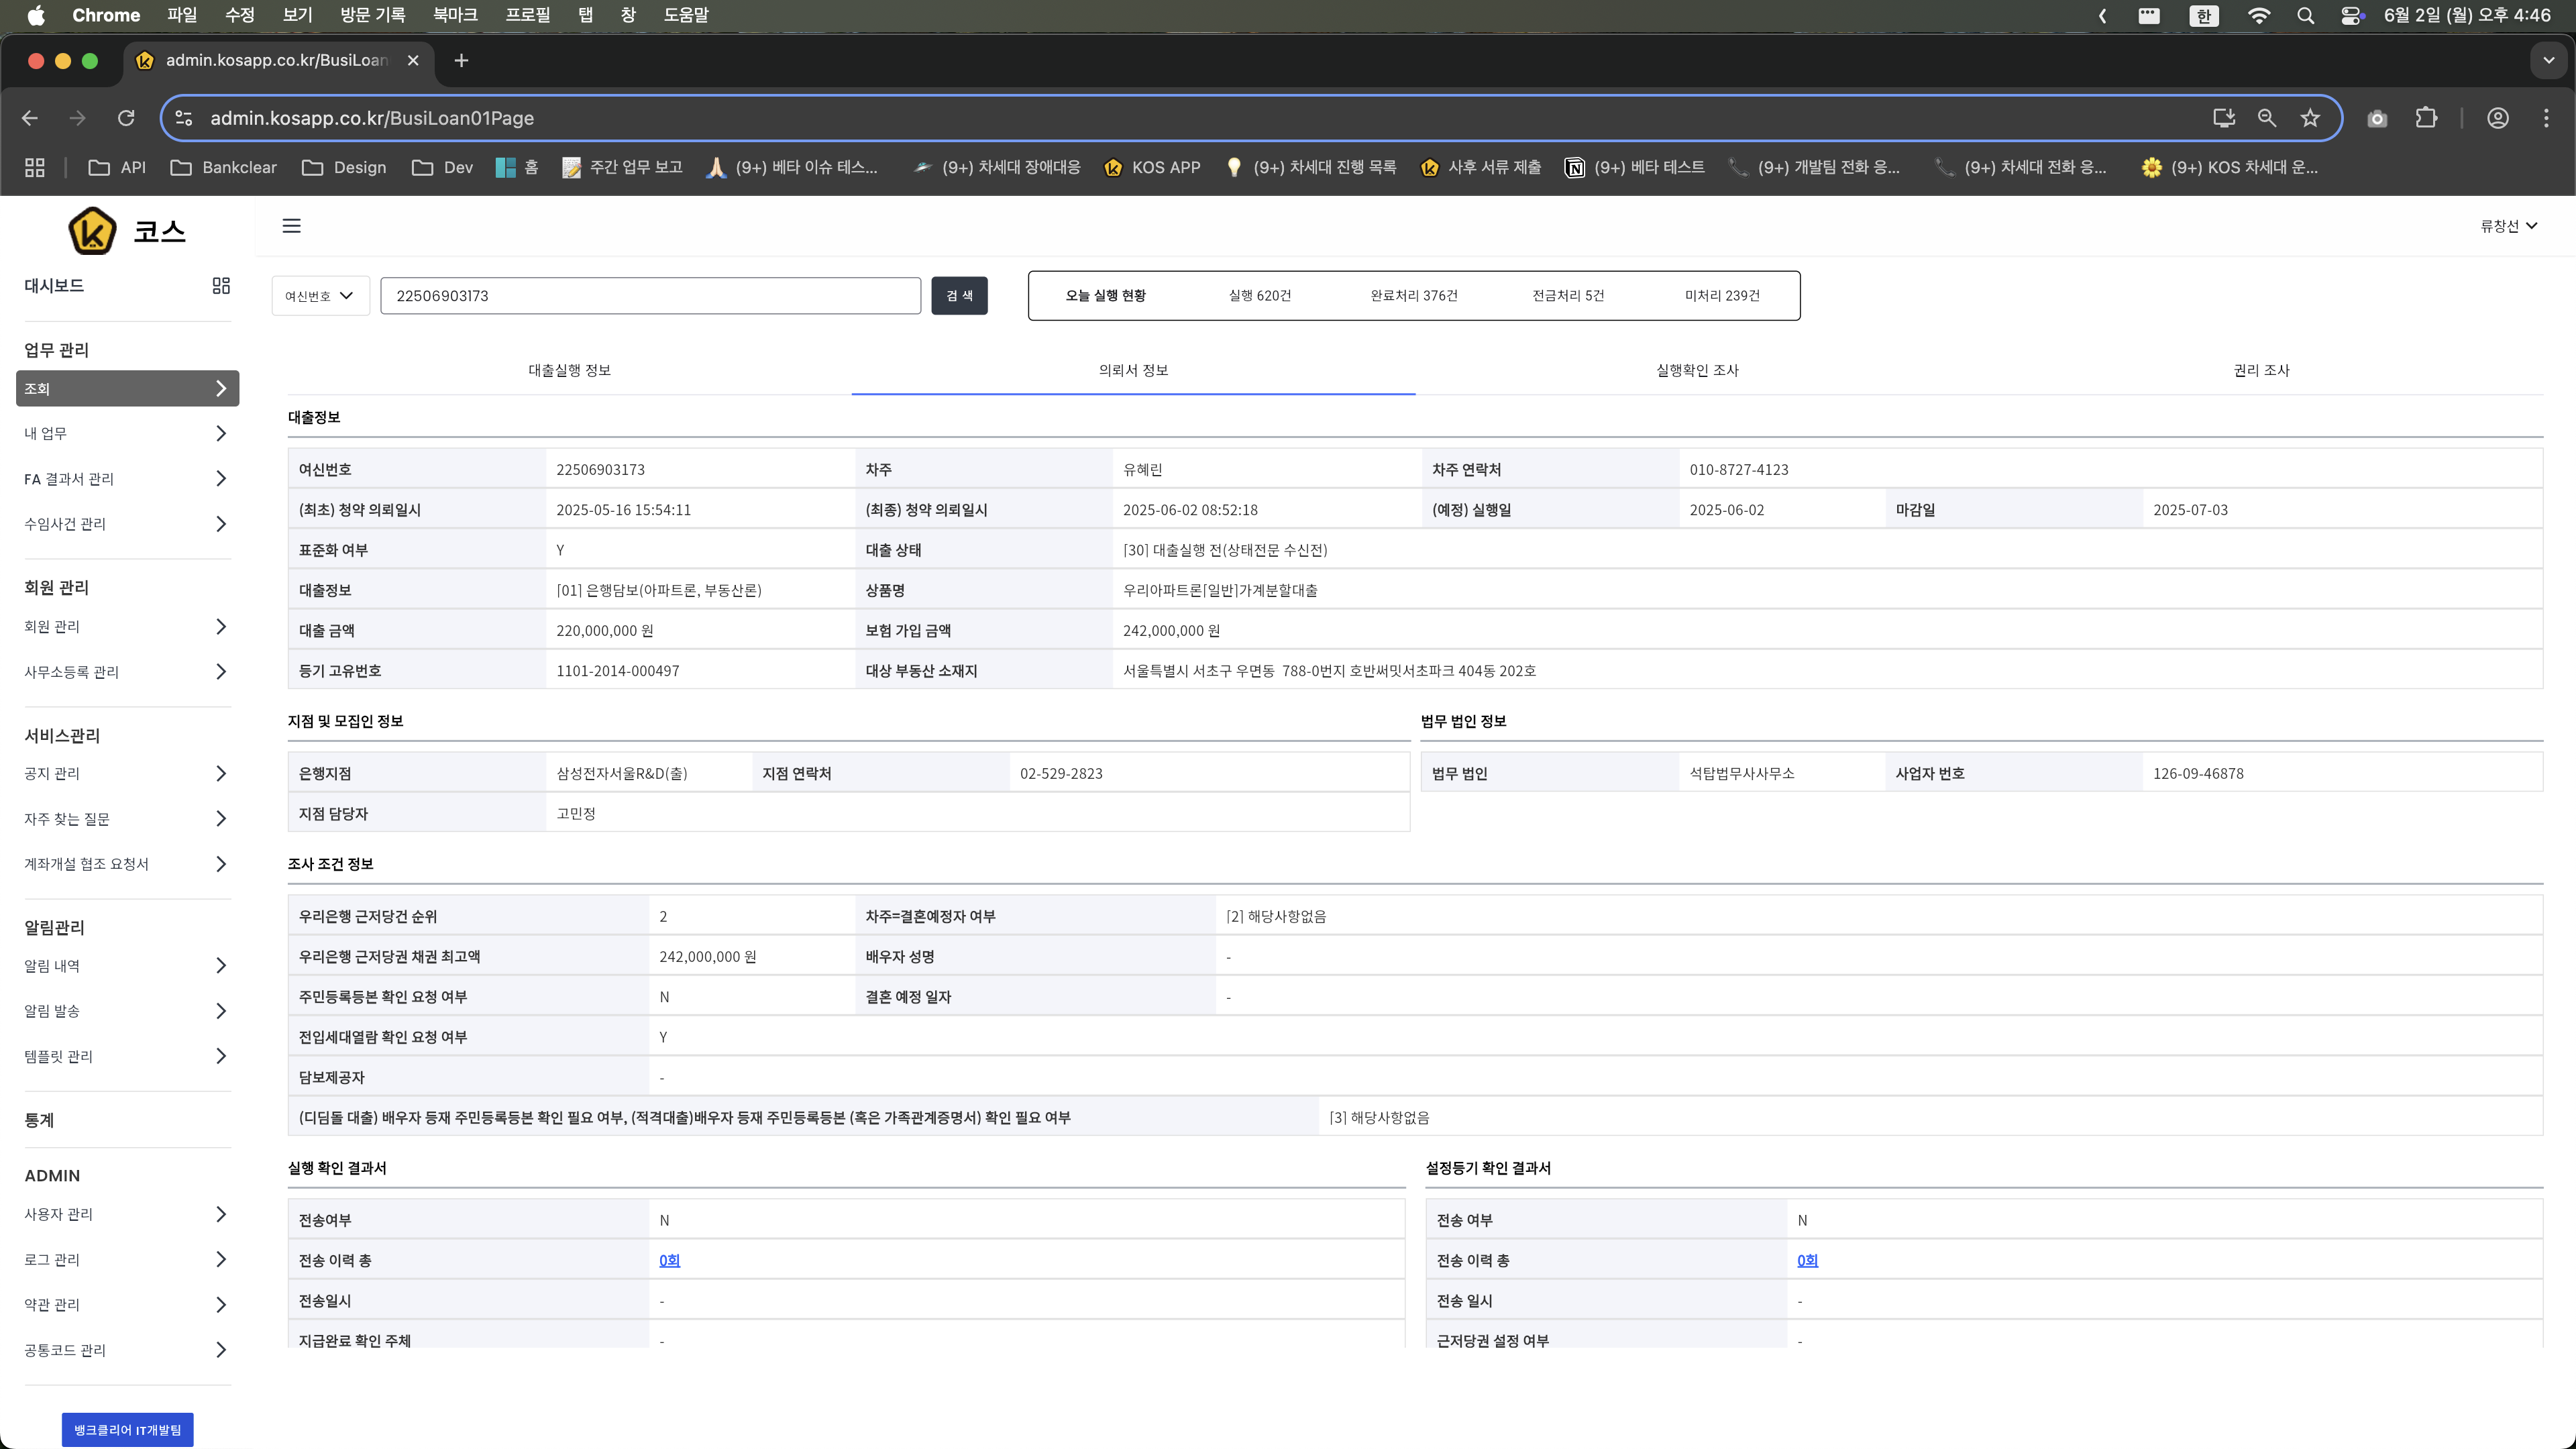 Chrome 파일 수정 보기 방문 기록 북마크 프로필 탭 창 도움말 한 6월 2일 (월) 오후 4:46
admin.kosapp.co.kr/BusiLoan
admin.kosapp.co.kr/BusiLoan01Page
API Bankclear Design Dev 홈 주간 업무 보고 (9+) 베타 이슈 테스... (9+) 차세대 장애대응 KOS APP (9+) 차세대 진행 목록 사후 서류 제출 (9+) 베타 테스트 (9+) 개발팀 전화 응... (9+) 차세대 전화 응... (9+) KOS 차세대 운...
코스
류창선
대시보드
업무 관리
조회
내 업무
FA 결과서 관리
수임사건 관리
회원 관리
회원 관리
사무소등록 관리
서비스관리
공지 관리
자주 찾는 질문
계좌개설 협조 요청서
알림관리
알림 내역
알림 발송
템플릿 관리
통계
ADMIN
사용자 관리
로그 관리
약관 관리
공통코드 관리
뱅크클리어 IT개발팀
여신번호 22506903173 검 색
오늘 실행 현황 실행 620건 완료처리 376건 전금처리 5건 미처리 239건
대출실행 정보 의뢰서 정보 실행확인 조사 권리 조사
대출정보
여신번호 22506903173 차주 유혜린 차주 연락처 010-8727-4123
(최초) 청약 의뢰일시 2025-05-16 15:54:11 (최종) 청약 의뢰일시 2025-06-02 08:52:18 (예정) 실행일 2025-06-02 마감일 2025-07-03
표준화 여부 Y 대출 상태 [30] 대출실행 전(상태전문 수신전)
대출정보 [01] 은행담보(아파트론, 부동산론) 상품명 우리아파트론[일반]가계분할대출
대출 금액 220,000,000 원 보험 가입 금액 242,000,000 원
등기 고유번호 1101-2014-000497 대상 부동산 소재지 서울특별시 서초구 우면동 788-0번지 호반써밋서초파크 404동 202호
지점 및 모집인 정보
은행지점 삼성전자서울R&D(출) 지점 연락처 02-529-2823
지점 담당자 고민정
법무 법인 정보
법무 법인 석탑법무사사무소 사업자 번호 126-09-46878
조사 조건 정보
우리은행 근저당건 순위 2 차주=결혼예정자 여부 [2] 해당사항없음
우리은행 근저당권 채권 최고액 242,000,000 원 배우자 성명 -
주민등록등본 확인 요청 여부 N 결혼 예정 일자 -
전입세대열람 확인 요청 여부 Y
담보제공자 -
(디딤돌 대출) 배우자 등재 주민등록등본 확인 필요 여부, (적격대출)배우자 등재 주민등록등본 (혹은 가족관계증명서) 확인 필요 여부 [3] 해당사항없음
실행 확인 결과서
전송여부 N
전송 이력 총 0회
전송일시 -
지급완료 확인 주체 -
설정등기 확인 결과서
전송 여부 N
전송 이력 총 0회
전송 일시 -
근저당권 설정 여부 -